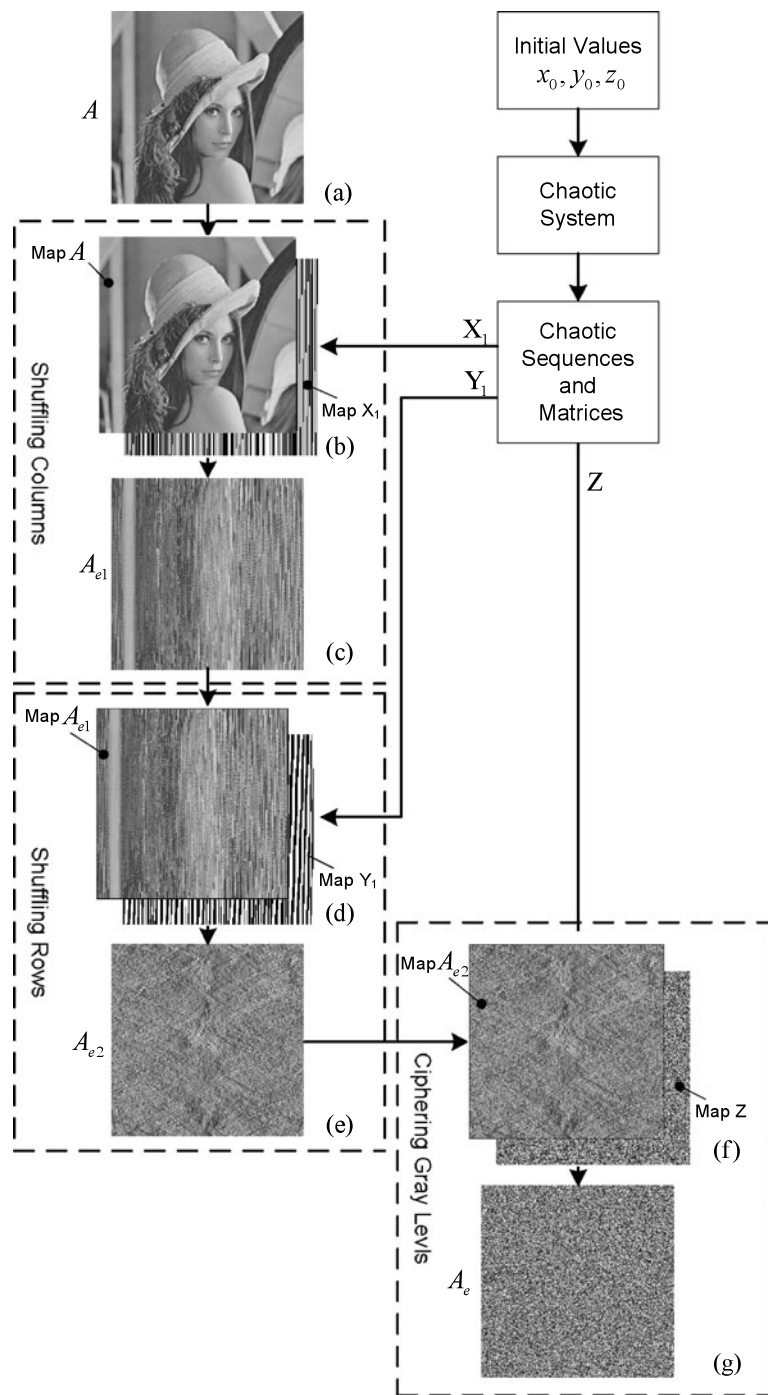 A
(a)
Initial Values
x₀, y₀, z₀
Chaotic
System
Chaotic
Sequences
and
Matrices
X₁
Y₁
Z
Shuffling Columns
Map A
Map X₁
(b)
Aₑ₁
(c)
Shuffling Rows
Map Aₑ₁
Map Y₁
(d)
Aₑ₂
(e)
Ciphering Gray Levls
Map Aₑ₂
Map Z
(f)
Aₑ
(g)